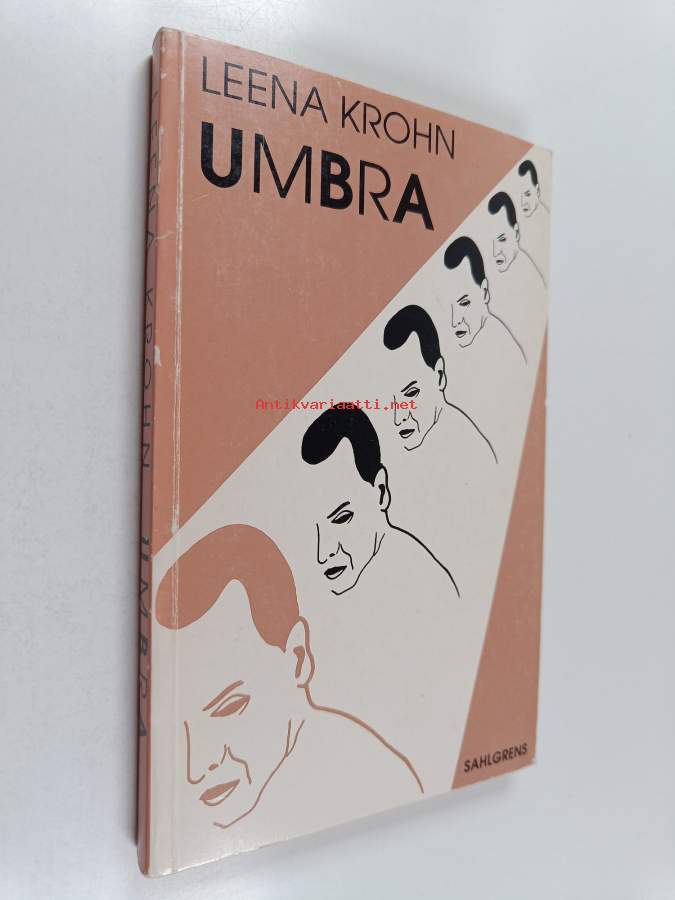 LEENA KROHN
UMBRA
Antikvariaatti.net
SAHLGRENS
LEENA KROHN UMBRA